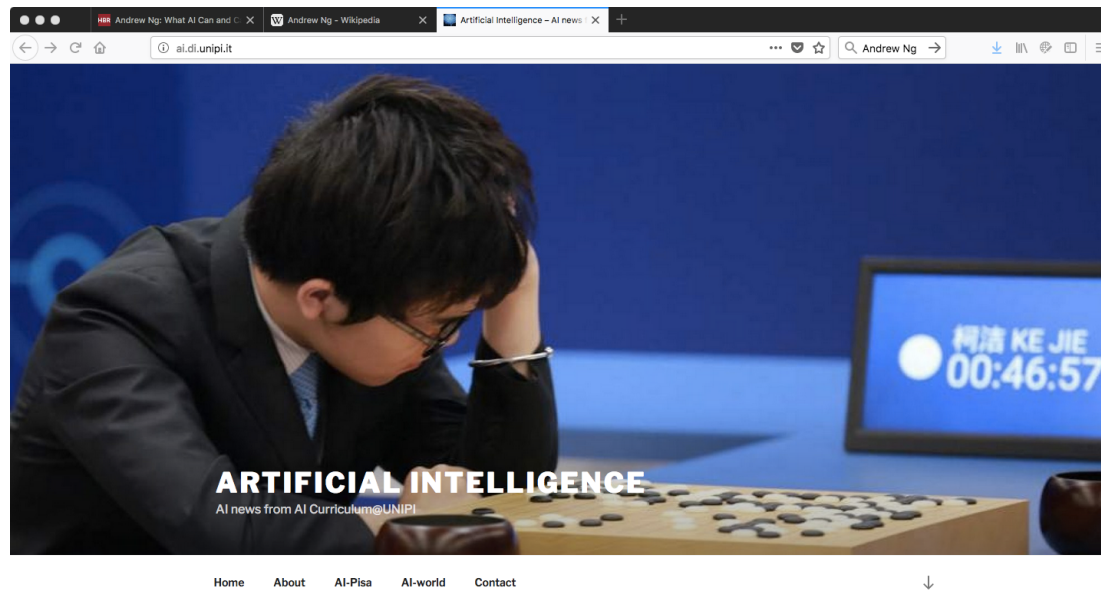 Andrew Ng: What AI Can and C
Andrew Ng - Wikipedia
Artificial Intelligence – AI news f
ai.di.unipi.it
Andrew Ng
柯洁 KE JIE
00:46:57
ARTIFICIAL INTELLIGENCE
AI news from AI Curriculum@UNIPI
Home About AI-Pisa AI-world Contact